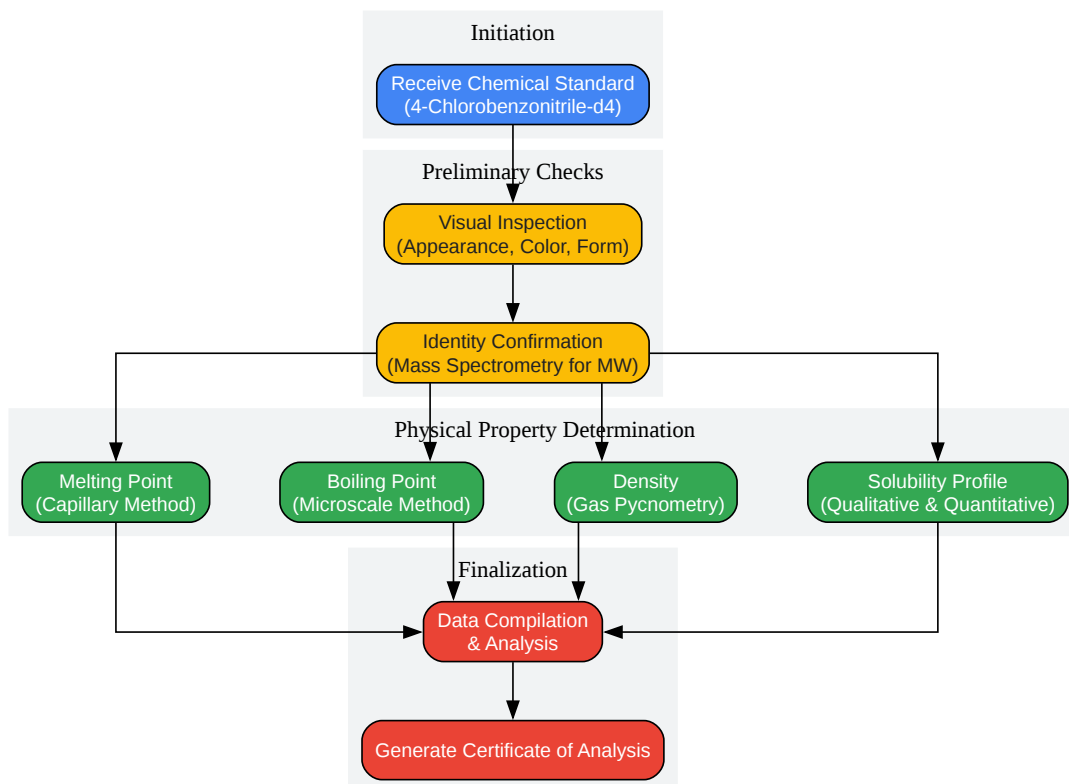 Initiation
Receive Chemical Standard
(4-Chlorobenzonitrile-d4)
Preliminary Checks
Visual Inspection
(Appearance, Color, Form)
Identity Confirmation
(Mass Spectrometry for MW)
Physical Property Determination
Melting Point
(Capillary Method)
Boiling Point
(Microscale Method)
Density
(Gas Pycnometry)
Solubility Profile
(Qualitative & Quantitative)
Finalization
Data Compilation
& Analysis
Generate Certificate of Analysis